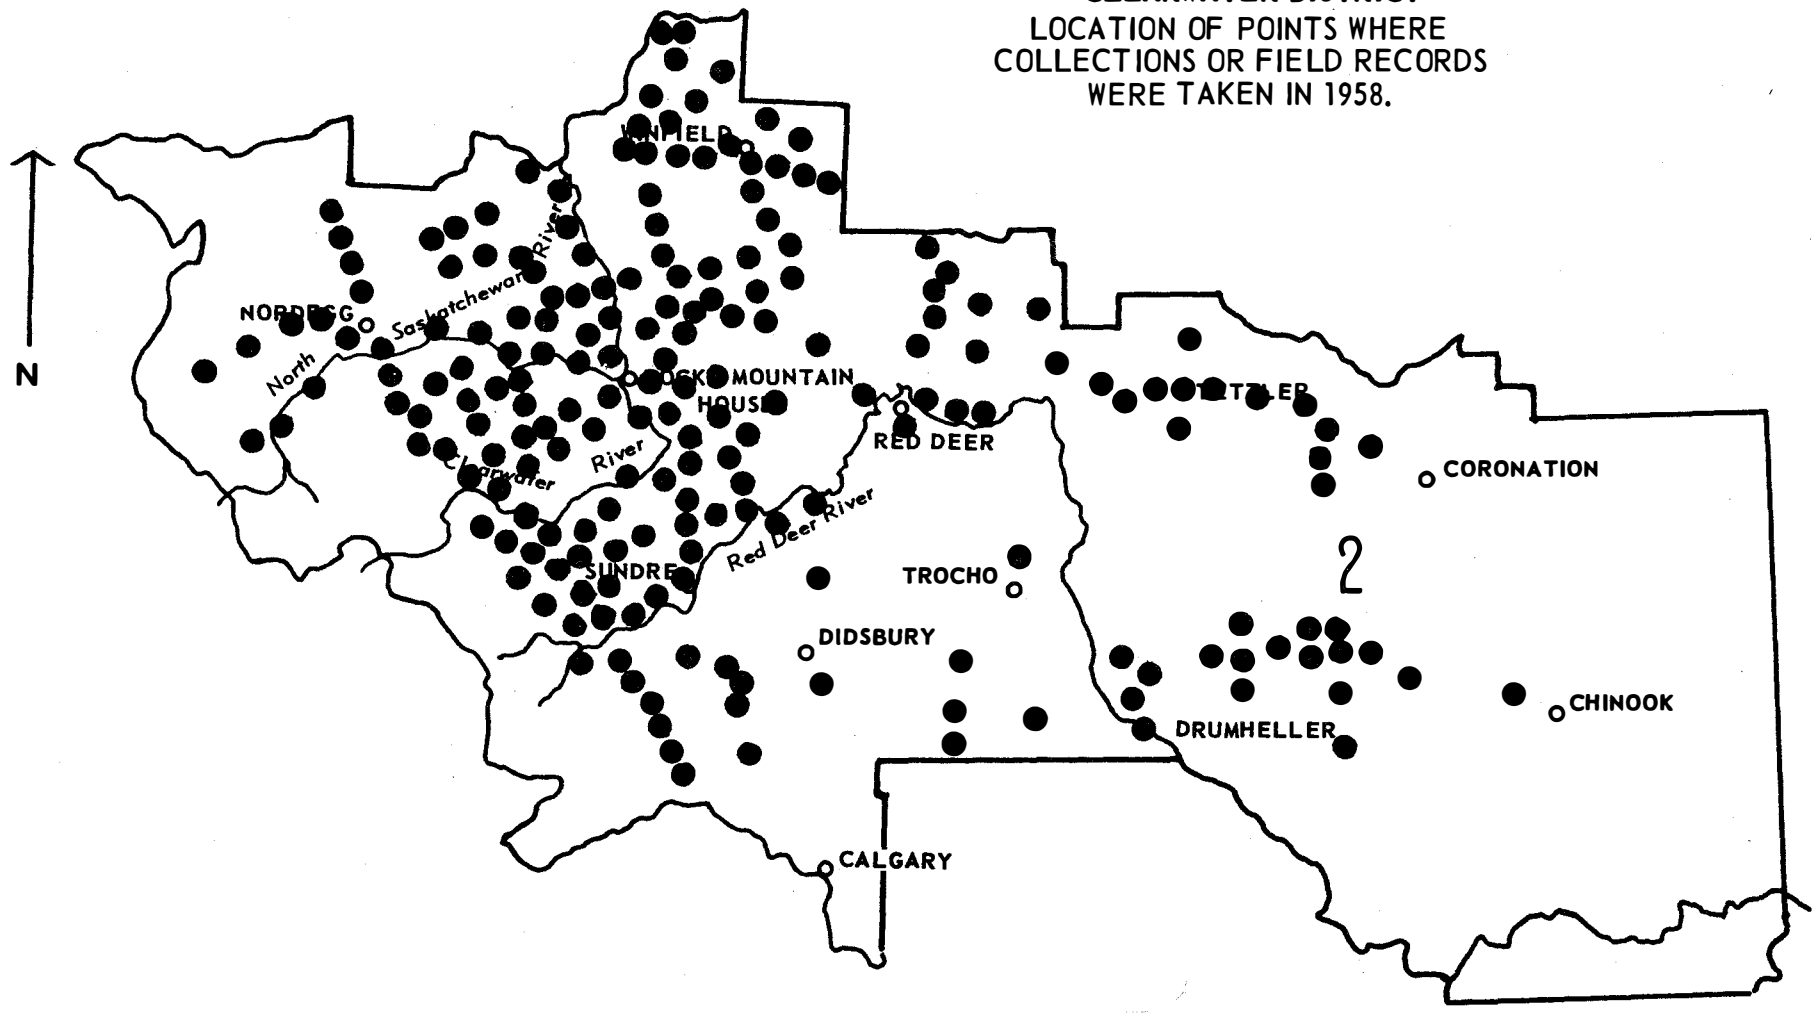 LOCATION OF POINTS WHERE
COLLECTIONS OR FIELD RECORDS
WERE TAKEN IN 1958.
WINFIELD
River
Saskatchewan
NORDEGG
North
N
ROCKY MOUNTAIN
HOUSE
TETZLER
RED DEER
CORONATION
River
Clearwater
Red Deer River
2
SUNDRE
TROCHO
DIDSBURY
CHINOOK
DRUMHELLER
CALGARY